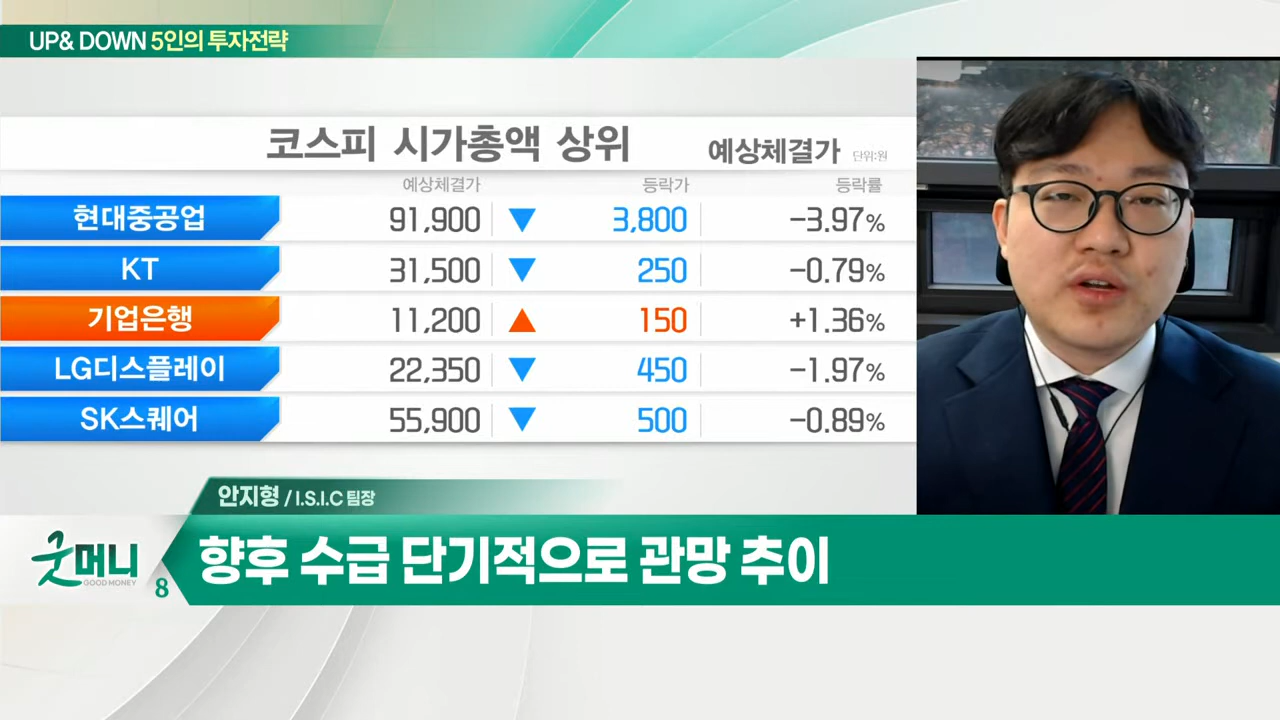 UP& DOWN 5인의 투자전략
코스피 시가총액 상위 예상체결가 단위:원
예상체결가 등락가 등락률
현대중공업 91,900 ▼ 3,800 -3.97%
KT 31,500 ▼ 250 -0.79%
기업은행 11,200 ▲ 150 +1.36%
LG디스플레이 22,350 ▼ 450 -1.97%
SK스퀘어 55,900 ▼ 500 -0.89%
안지형 / I.S.I.C 팀장
향후 수급 단기적으로 관망 추이
굿머니
GOOD MONEY
8